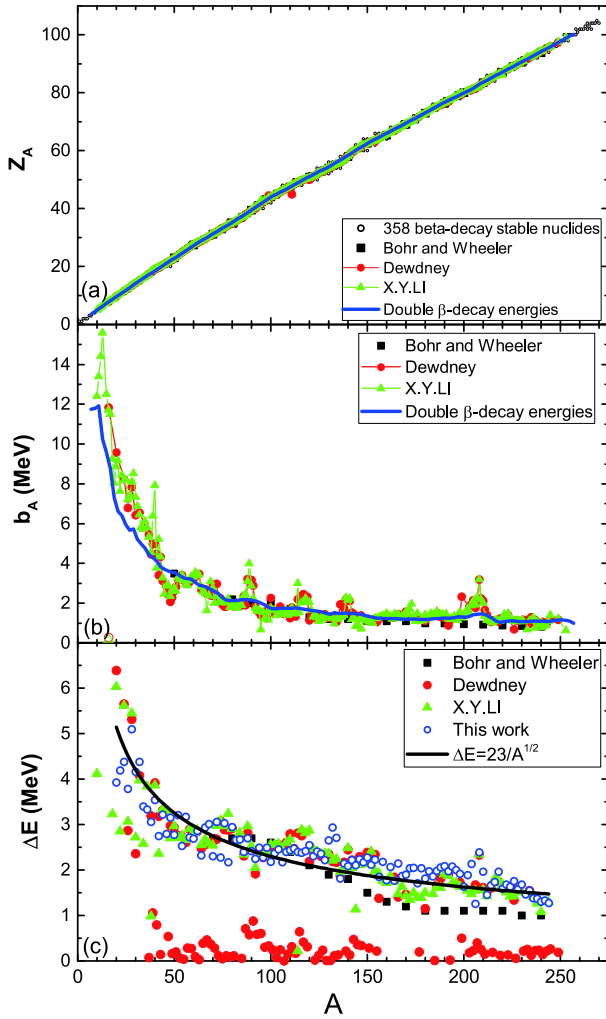 100
80
60
40
20
0
Z_A
358 beta-decay stable nuclides
Bohr and Wheeler
Dewdney
X.Y.LI
Double β-decay energies
(a)
14
12
10
8
6
4
2
0
b_A (MeV)
Bohr and Wheeler
Dewdney
X.Y.LI
Double β-decay energies
(b)
6
5
4
3
2
1
0
ΔE (MeV)
Bohr and Wheeler
Dewdney
X.Y.LI
This work
ΔE=23/A^1/2
(c)
0 50 100 150 200 250
A